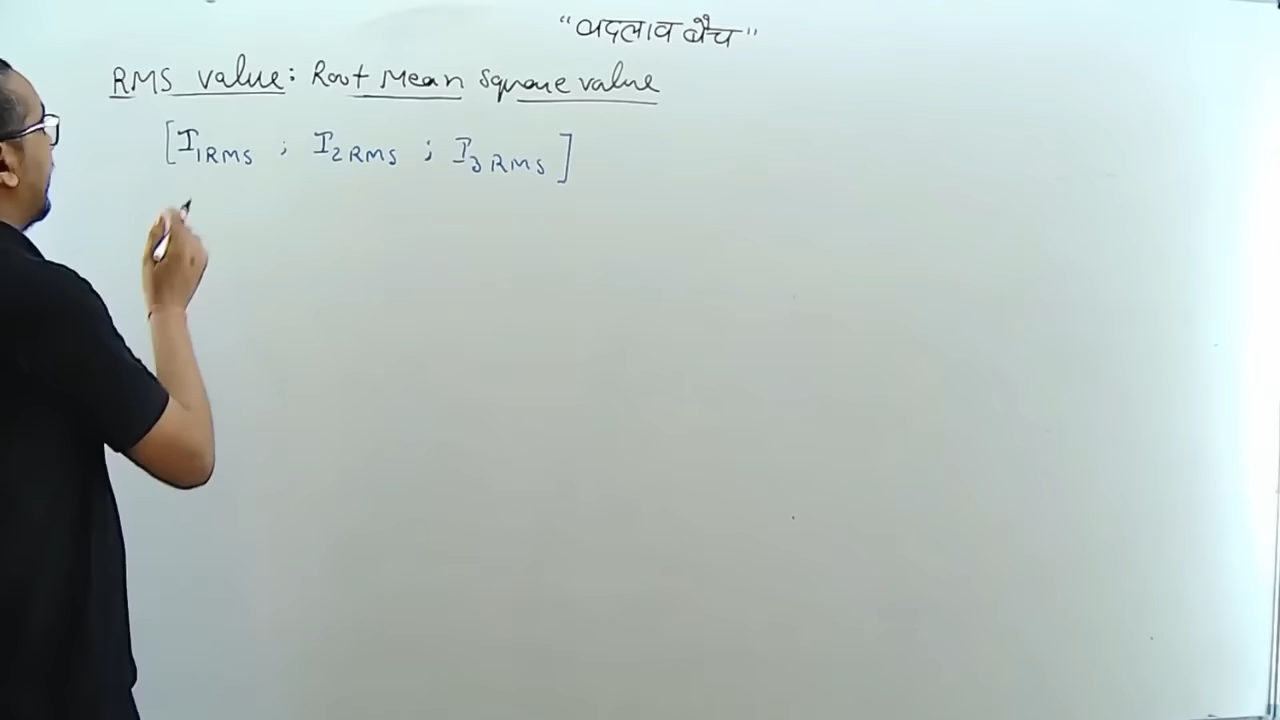 “बदलाव बैच”
RMS value: Root Mean Square value
[I₁RMS ; I₂RMS ; I₃RMS]